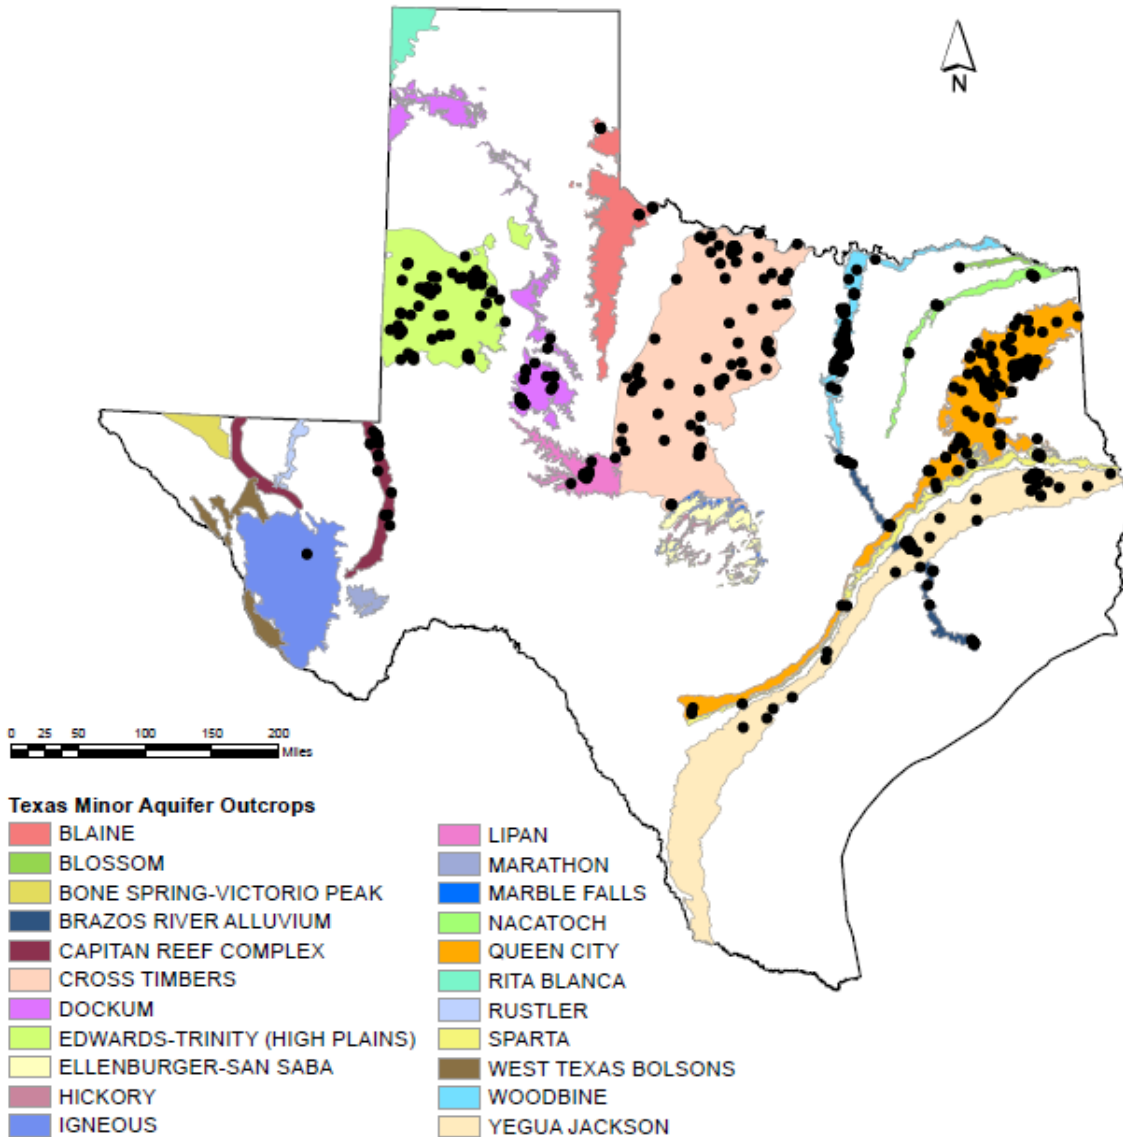 N
0 25 50 100 150 200
Miles
Texas Minor Aquifer Outcrops
BLAINE
BLOSSOM
BONE SPRING-VICTORIO PEAK
BRAZOS RIVER ALLUVIUM
CAPITAN REEF COMPLEX
CROSS TIMBERS
DOCKUM
EDWARDS-TRINITY (HIGH PLAINS)
ELLENBURGER-SAN SABA
HICKORY
IGNEOUS
LIPAN
MARATHON
MARBLE FALLS
NACATOCH
QUEEN CITY
RITA BLANCA
RUSTLER
SPARTA
WEST TEXAS BOLSONS
WOODBINE
YEGUA JACKSON